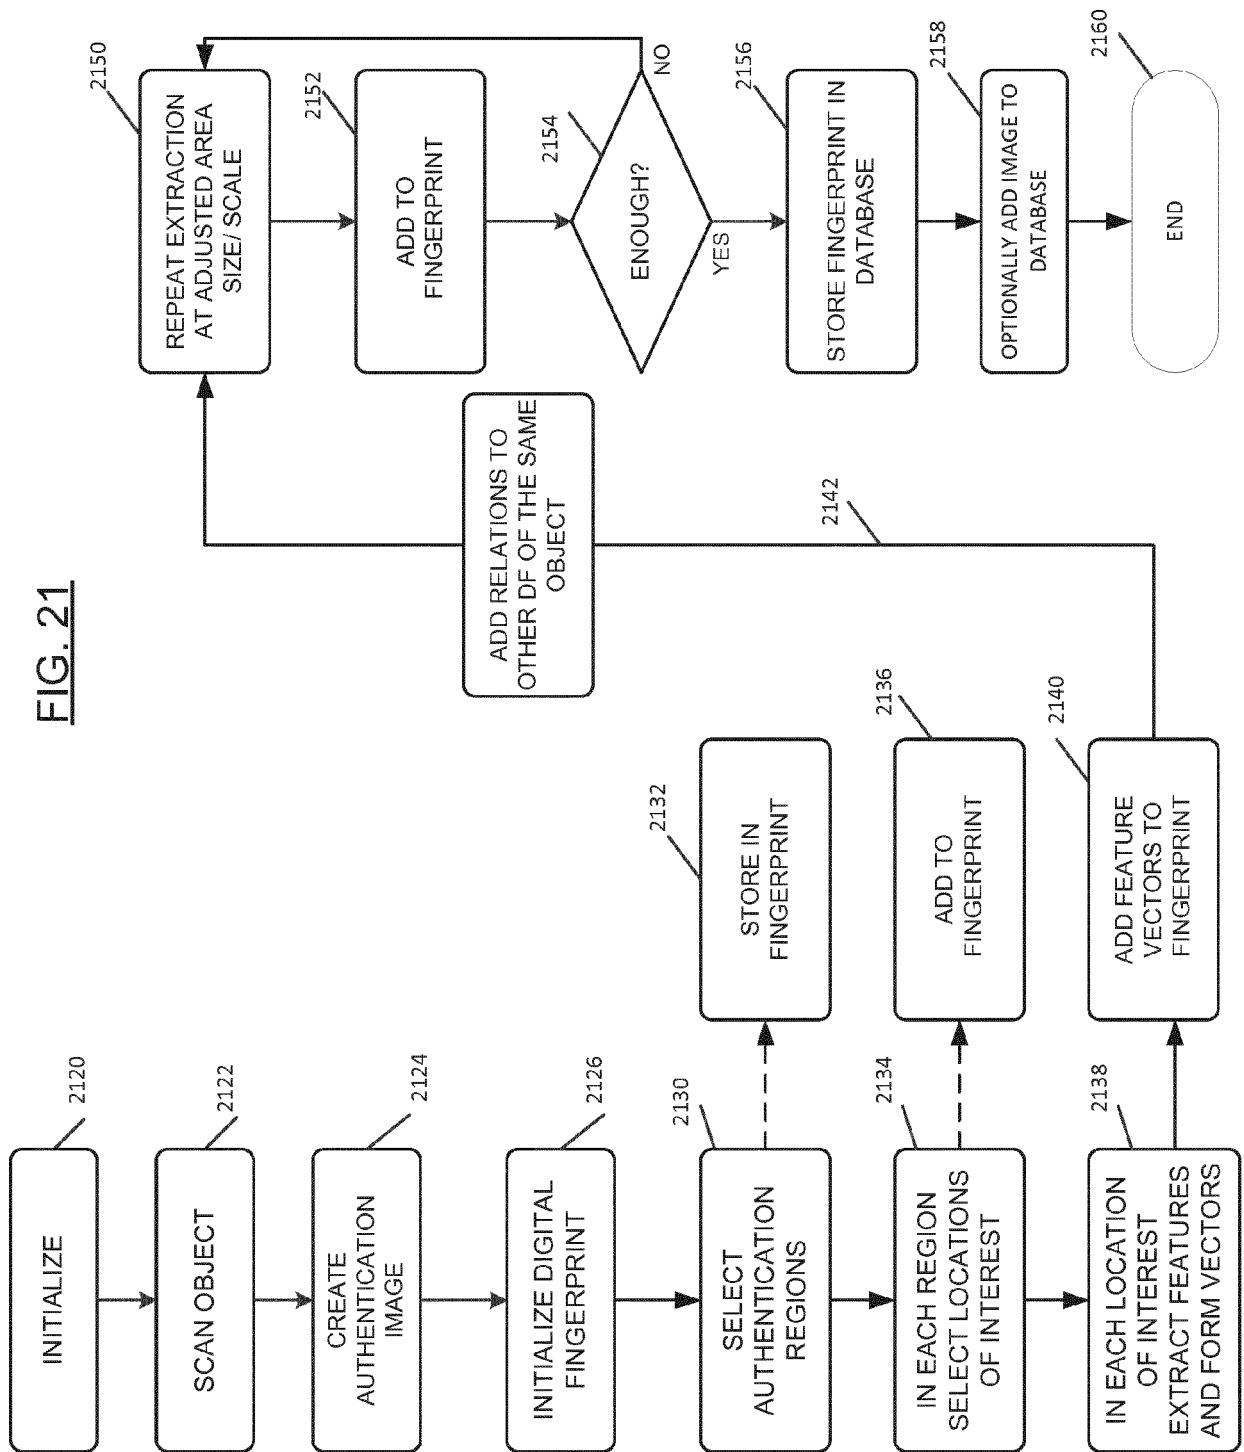 FIG. 21
INITIALIZE
2120
SCAN OBJECT
2122
CREATE
AUTHENTICATION
IMAGE
2124
INITIALIZE DIGITAL
FINGERPRINT
2126
SELECT
AUTHENTICATION
REGIONS
2130
STORE IN
FINGERPRINT
2132
IN EACH REGION
SELECT LOCATIONS
OF INTEREST
2134
ADD TO
FINGERPRINT
2136
IN EACH LOCATION
OF INTEREST
EXTRACT FEATURES
AND FORM VECTORS
2138
ADD FEATURE
VECTORS TO
FINGERPRINT
2140
ADD RELATIONS TO
OTHER DF OF THE SAME
OBJECT
2142
REPEAT EXTRACTION
AT ADJUSTED AREA
SIZE/ SCALE
2150
ADD TO
FINGERPRINT
2152
ENOUGH?
2154
NO
YES
STORE FINGERPRINT IN
DATABASE
2156
OPTIONALLY ADD IMAGE TO
DATABASE
2158
END
2160